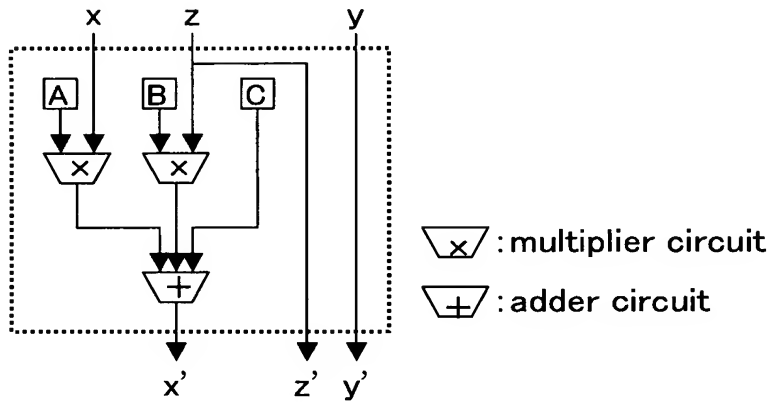 x z y
A B C
× ×
+
× : multiplier circuit
+ : adder circuit
x' z' y'